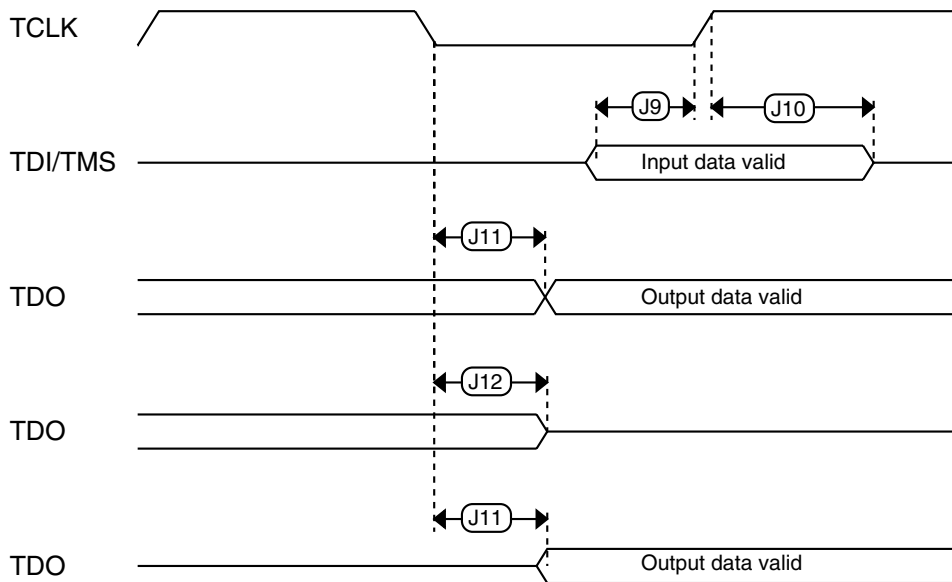 TCLK
J9
J10
TDI/TMS
Input data valid
J11
TDO
Output data valid
J12
TDO
J11
TDO
Output data valid